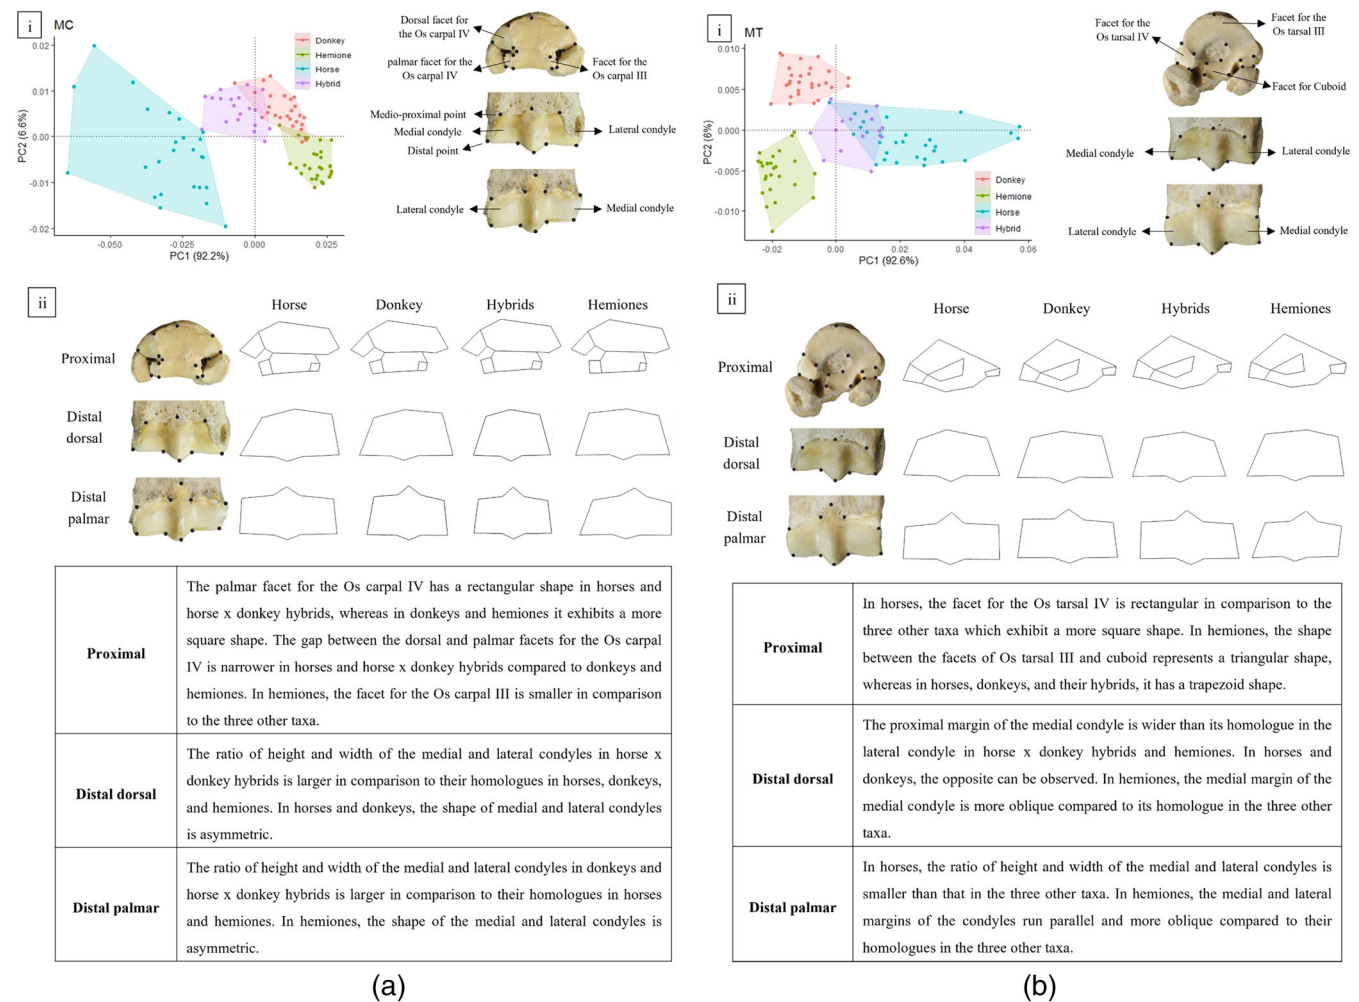 i
MC
0.02
0.01
0.00
-0.01
-0.02
PC2 (6.6%)
-0.050
-0.025
0.000
0.025
PC1 (92.2%)
Donkey
Hemione
Horse
Hybrid
Dorsal facet for
the Os carpal IV
palmar facet for the
Os carpal IV
Facet for the
Os carpal III
Medio-proximal point
Medial condyle
Distal point
Lateral condyle
Lateral condyle
Medial condyle
ii
Horse
Donkey
Hybrids
Hemiones
Proximal
Distal
dorsal
Distal
palmar
Proximal
The palmar facet for the Os carpal IV has a rectangular shape in horses and
horse x donkey hybrids, whereas in donkeys and hemiones it exhibits a more
square shape. The gap between the dorsal and palmar facets for the Os carpal
IV is narrower in horses and horse x donkey hybrids compared to donkeys and
hemiones. In hemiones, the facet for the Os carpal III is smaller in comparison
to the three other taxa.
Distal dorsal
The ratio of height and width of the medial and lateral condyles in horse x
donkey hybrids is larger in comparison to their homologues in horses, donkeys,
and hemiones. In horses and donkeys, the shape of medial and lateral condyles
is asymmetric.
Distal palmar
The ratio of height and width of the medial and lateral condyles in donkeys and
horse x donkey hybrids is larger in comparison to their homologues in horses
and hemiones. In hemiones, the shape of the medial and lateral condyles is
asymmetric.
(a)
i
MT
0.010
0.005
0.000
-0.005
-0.010
PC2 (6%)
-0.02
0.00
0.02
0.04
0.06
PC1 (92.6%)
Donkey
Hemione
Horse
Hybrid
Facet for the
Os tarsal IV
Facet for the
Os tarsal III
Facet for Cuboid
Medial condyle
Lateral condyle
Lateral condyle
Medial condyle
ii
Horse
Donkey
Hybrids
Hemiones
Proximal
Distal
dorsal
Distal
palmar
Proximal
In horses, the facet for the Os tarsal IV is rectangular in comparison to the
three other taxa which exhibit a more square shape. In hemiones, the shape
between the facets of Os tarsal III and cuboid represents a triangular shape,
whereas in horses, donkeys, and their hybrids, it has a trapezoid shape.
Distal dorsal
The proximal margin of the medial condyle is wider than its homologue in the
lateral condyle in horse x donkey hybrids and hemiones. In horses and
donkeys, the opposite can be observed. In hemiones, the medial margin of the
medial condyle is more oblique compared to its homologue in the three other
taxa.
Distal palmar
In horses, the ratio of height and width of the medial and lateral condyles is
smaller than that in the three other taxa. In hemiones, the medial and lateral
margins of the condyles run parallel and more oblique compared to their
homologues in the three other taxa.
(b)